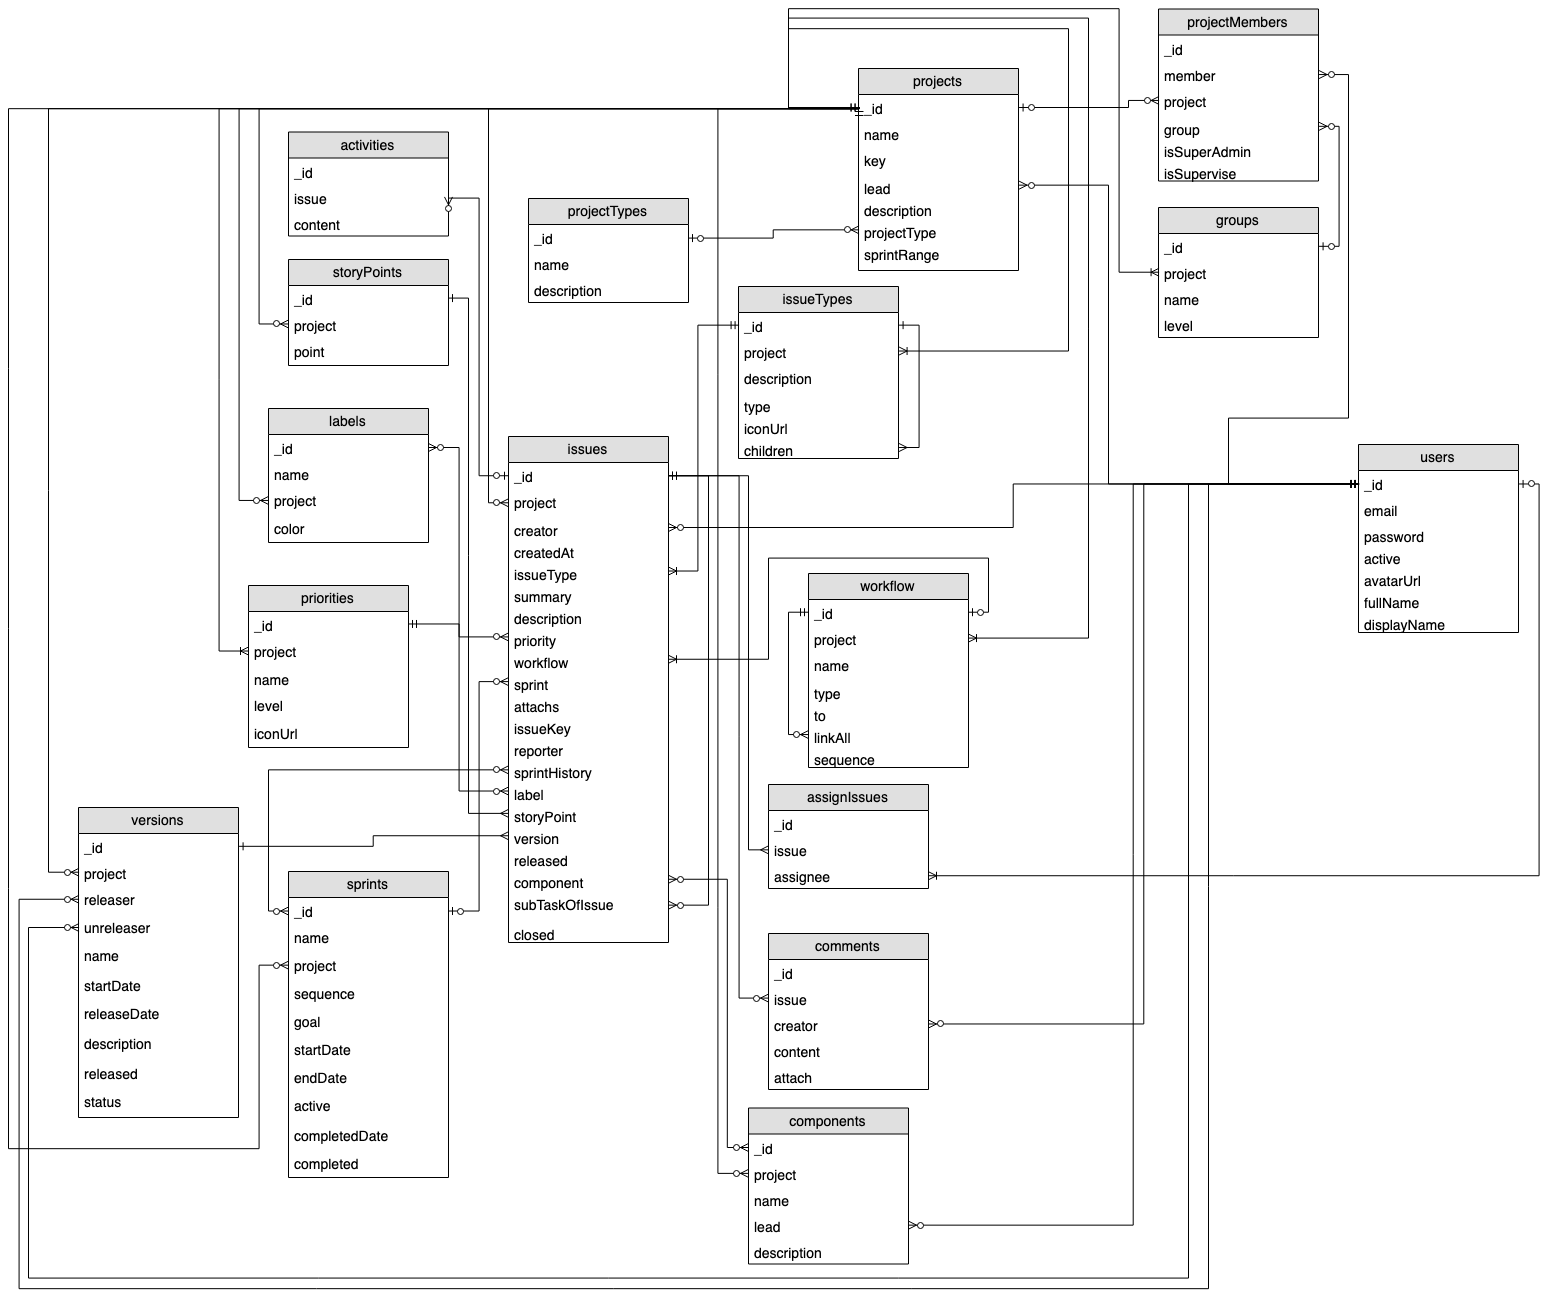 projectMembers
_id
member
project
group
isSuperAdmin
isSupervise
projects
_id
name
key
lead
description
projectType
sprintRange
activities
_id
issue
content
projectTypes
_id
name
description
groups
_id
project
name
level
storyPoints
_id
project
point
issueTypes
_id
project
description
type
iconUrl
children
labels
_id
name
project
color
issues
_id
project
creator
createdAt
issueType
summary
description
priority
workflow
sprint
attachs
issueKey
reporter
sprintHistory
label
storyPoint
version
released
component
subTaskOfIssue
closed
users
_id
email
password
active
avatarUrl
fullName
displayName
workflow
_id
project
name
type
to
linkAll
sequence
priorities
_id
project
name
level
iconUrl
assignIssues
_id
issue
assignee
versions
_id
project
releaser
unreleaser
name
startDate
releaseDate
description
released
status
sprints
_id
name
project
sequence
goal
startDate
endDate
active
completedDate
completed
comments
_id
issue
creator
content
attach
components
_id
project
name
lead
description